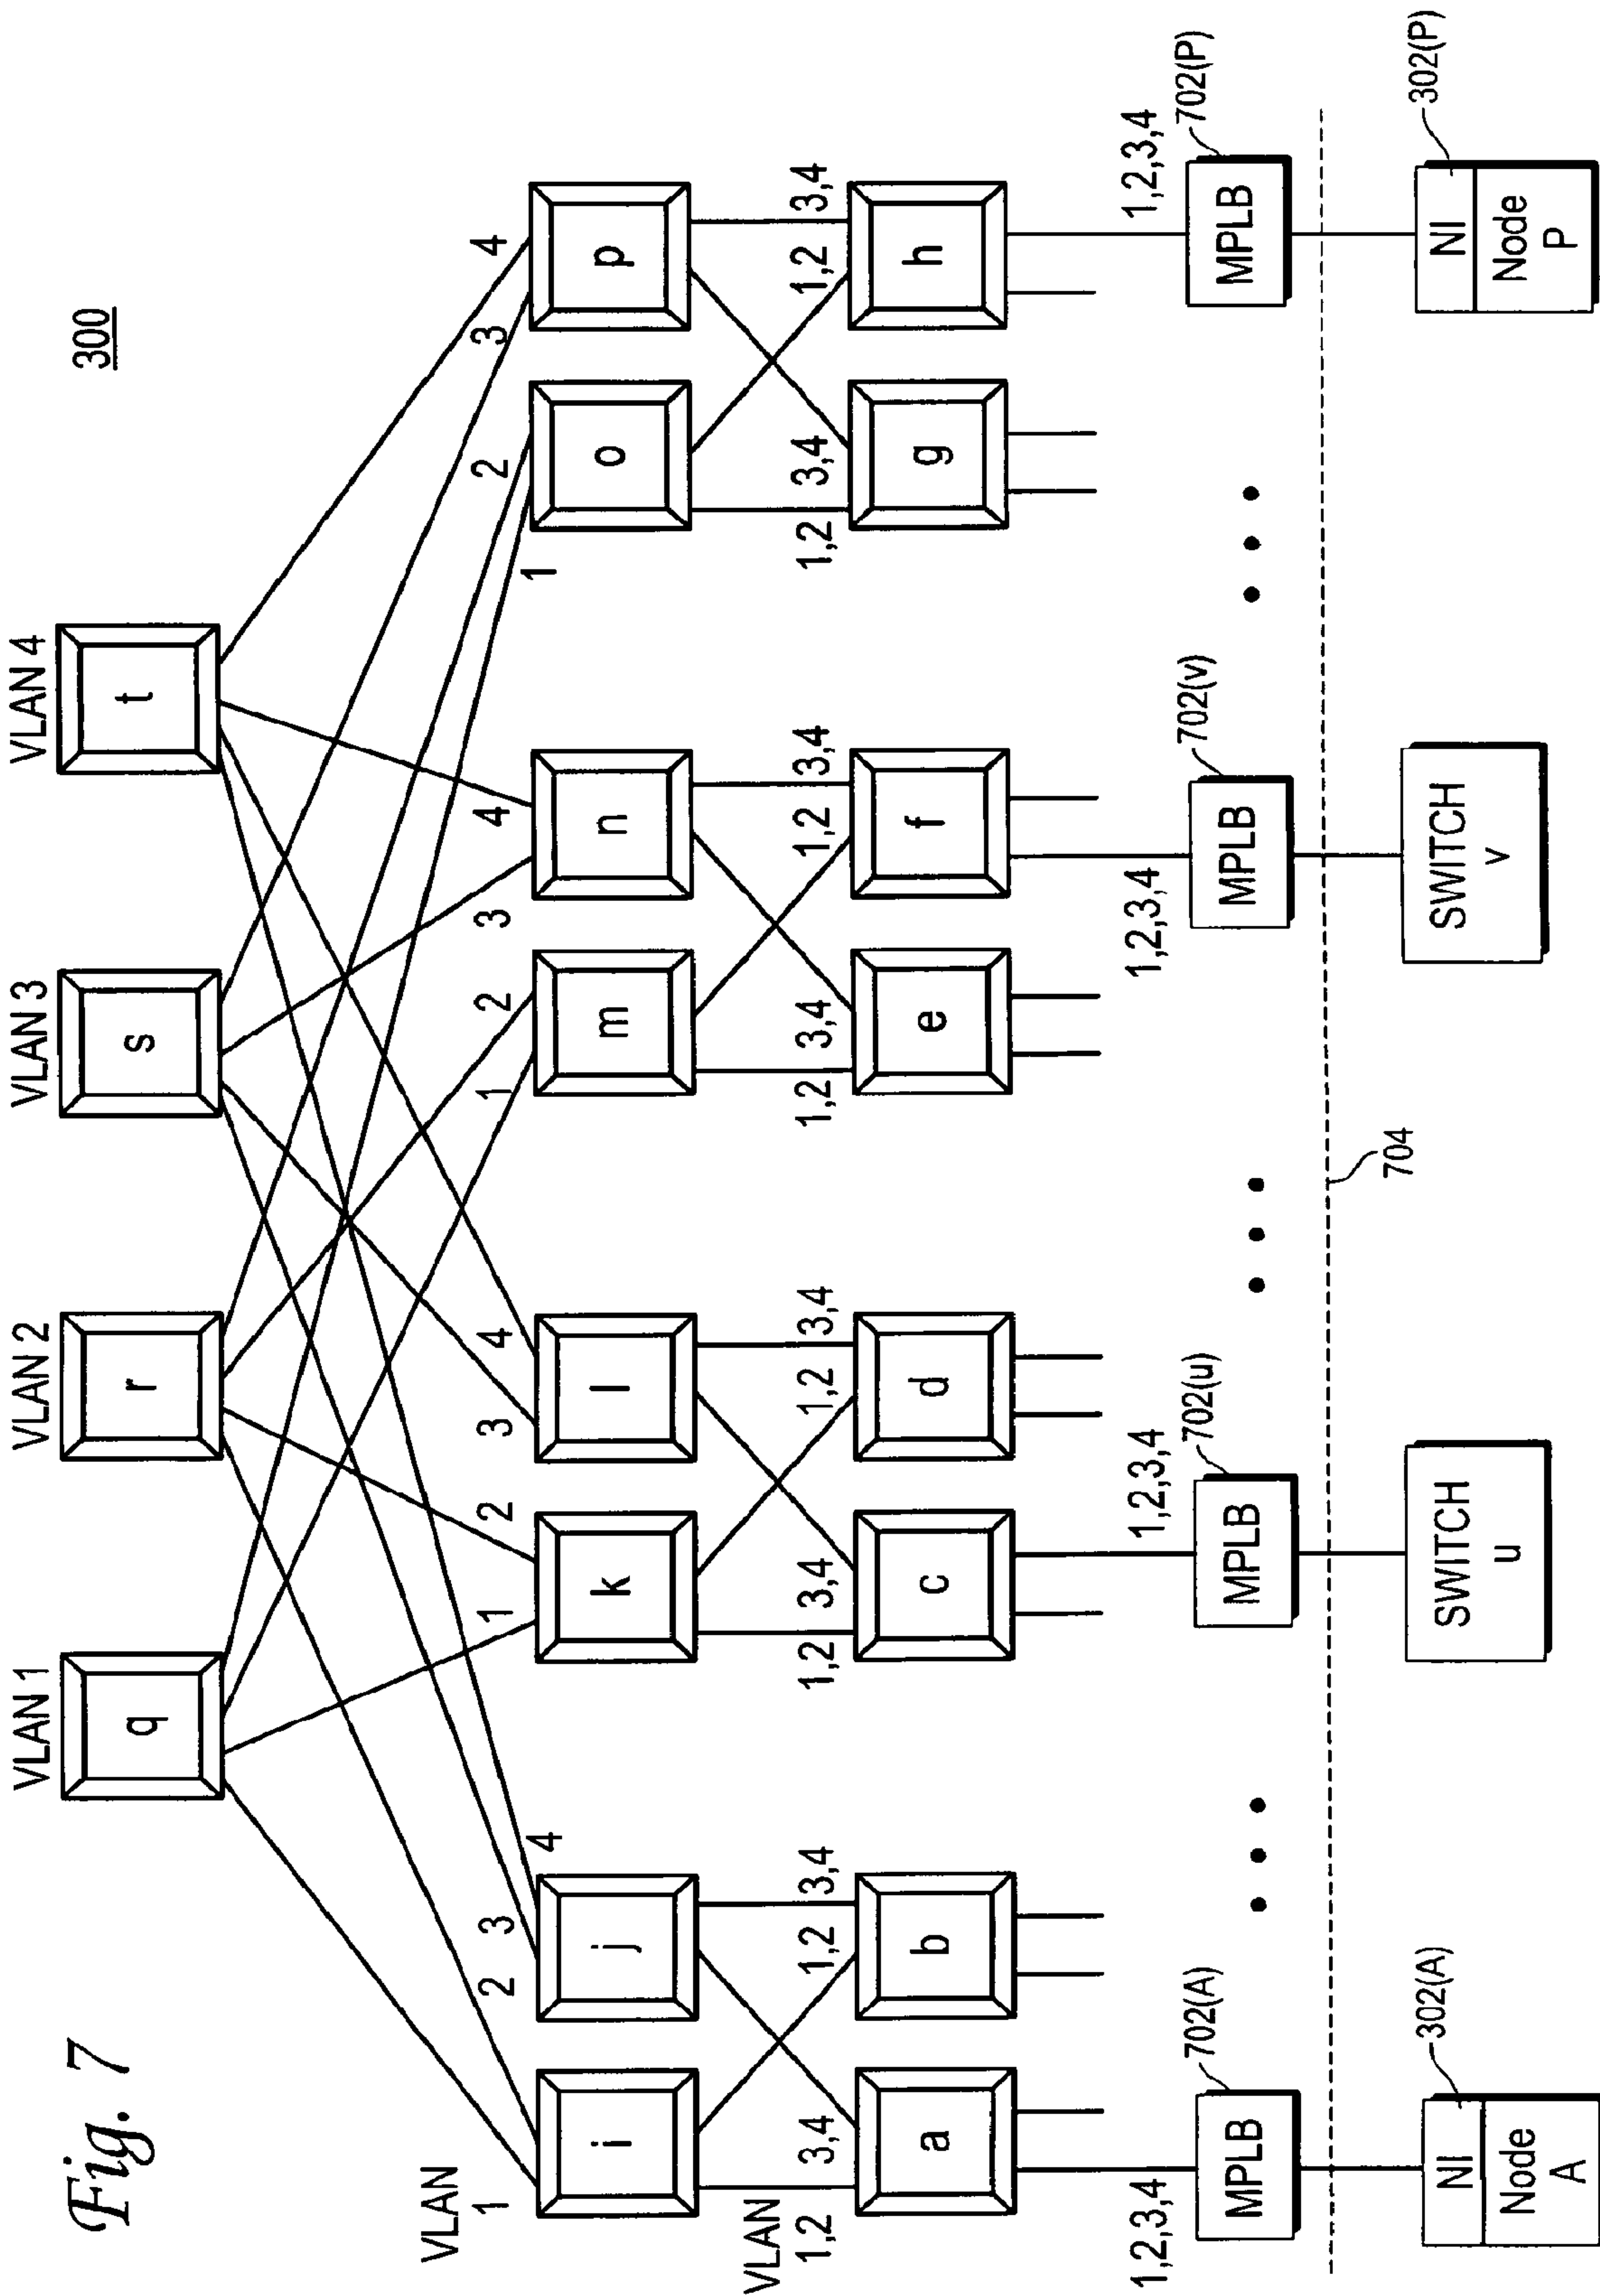 Fig. 7
300
VLAN 1
VLAN 2
VLAN 3
VLAN 4
q
r
s
t
VLAN
1
2
3
4
1
2
3
4
1
2
3
4
1
2
3
4
i
j
k
l
m
n
o
p
VLAN
1,2
3,4
1,2
3,4
1,2
3,4
1,2
3,4
1,2
3,4
1,2
3,4
1,2
3,4
1,2
3,4
a
b
c
d
e
f
g
h
1,2,3,4
702(A)
1,2,3,4
702(u)
1,2,3,4
702(v)
1,2,3,4
702(P)
MPLB
MPLB
MPLB
MPLB
704
NI
302(A)
Node
A
SWITCH
u
SWITCH
v
NI
302(P)
Node
P